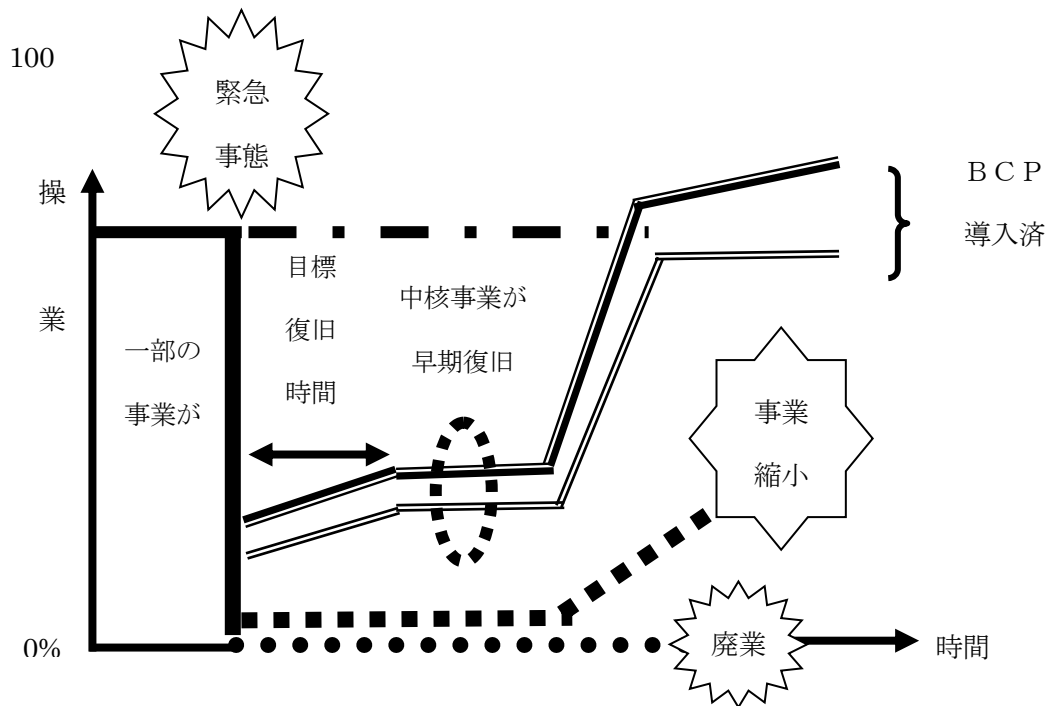 100
緊急
事態
操
業
0%
一部の
事業が
目標
復旧
時間
中核事業が
早期復旧
ＢＣＰ
導入済
事業
縮小
廃業
時間